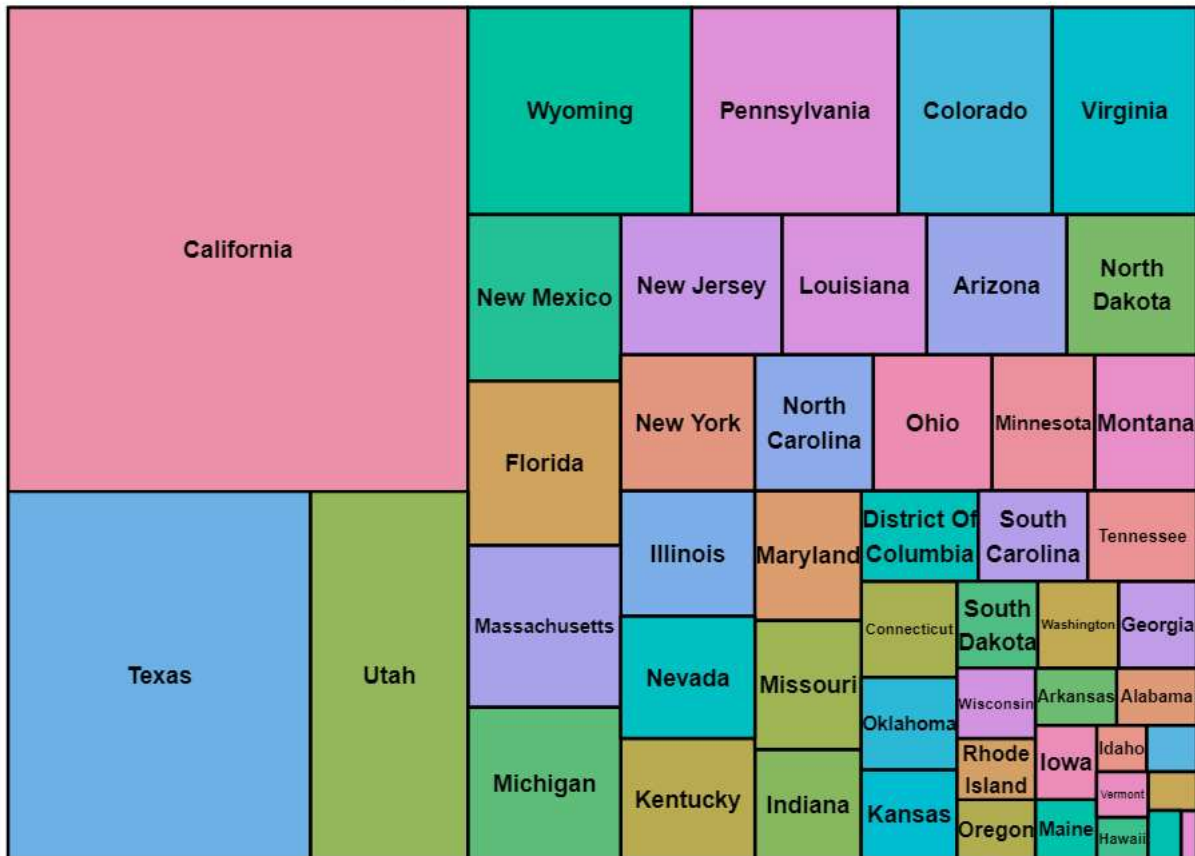 California
Wyoming
Pennsylvania
Colorado
Virginia
New Mexico
New Jersey
Louisiana
Arizona
North
Dakota
Florida
New York
North
Carolina
Ohio
Minnesota
Montana
Texas
Utah
Massachusetts
Illinois
Maryland
District Of
Columbia
South
Carolina
Tennessee
Connecticut
South
Dakota
Washington
Georgia
Nevada
Missouri
Oklahoma
Wisconsin
Arkansas
Alabama
Michigan
Kentucky
Indiana
Kansas
Rhode
Island
Iowa
Idaho
Vermont
Oregon
Maine
Hawaii